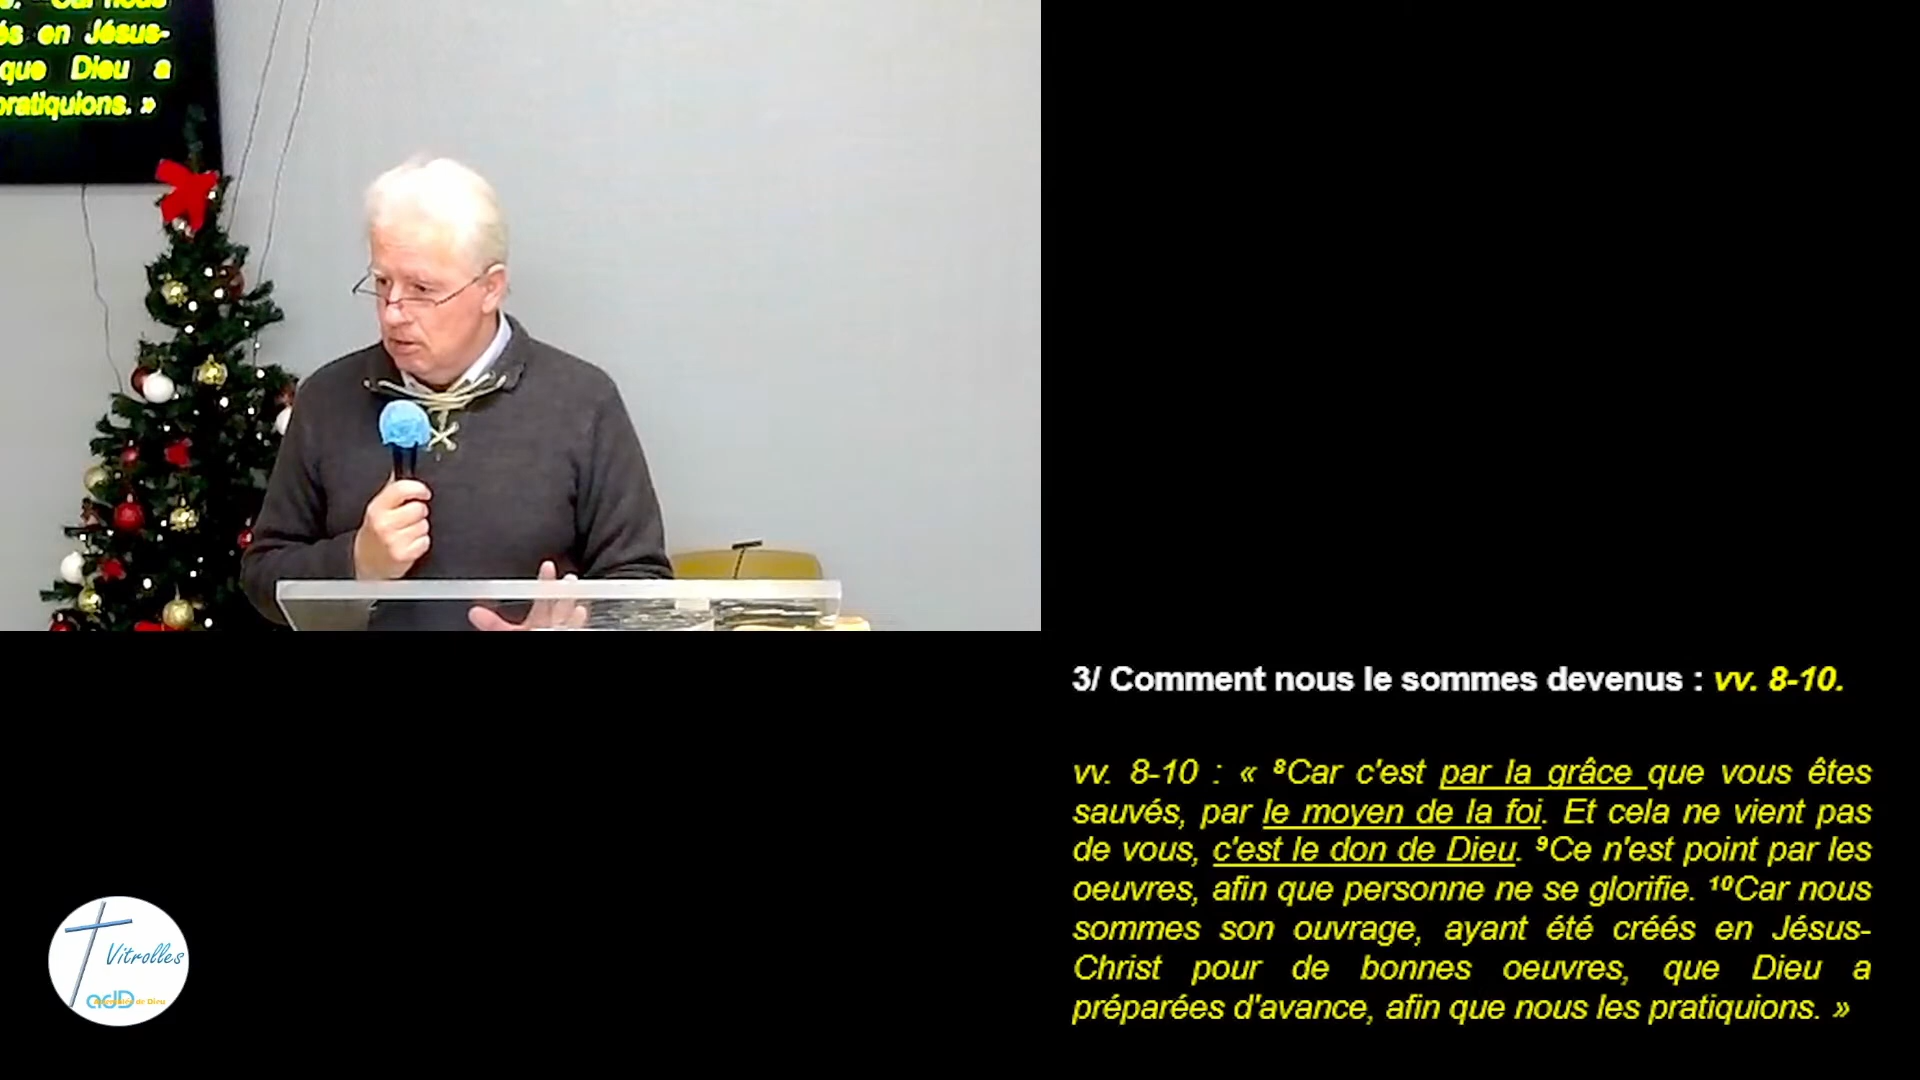 és en Jésus-
que Dieu a
pratiquions. »
3/ Comment nous le sommes devenus : vv. 8-10.
vv. 8-10 : « ⁸Car c'est par la grâce que vous êtes
sauvés, par le moyen de la foi. Et cela ne vient pas
de vous, c'est le don de Dieu. ⁹Ce n'est point par les
oeuvres, afin que personne ne se glorifie. ¹⁰Car nous
sommes son ouvrage, ayant été créés en Jésus-
Christ pour de bonnes oeuvres, que Dieu a
préparées d'avance, afin que nous les pratiquions. »
Vitrolles
add
de Dieu